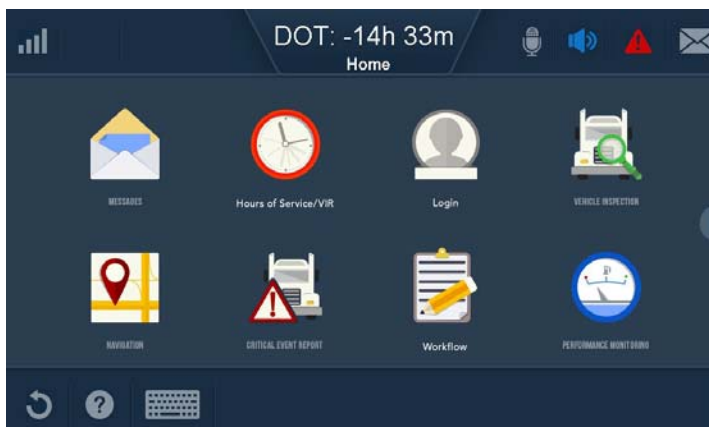 DOT: -14h 33m
Home
MESSAGES
Hours of Service/VIR
Login
VEHICLE INSPECTION
NAVIGATION
CRITICAL EVENT REPORT
Workflow
PERFORMANCE MONITORING